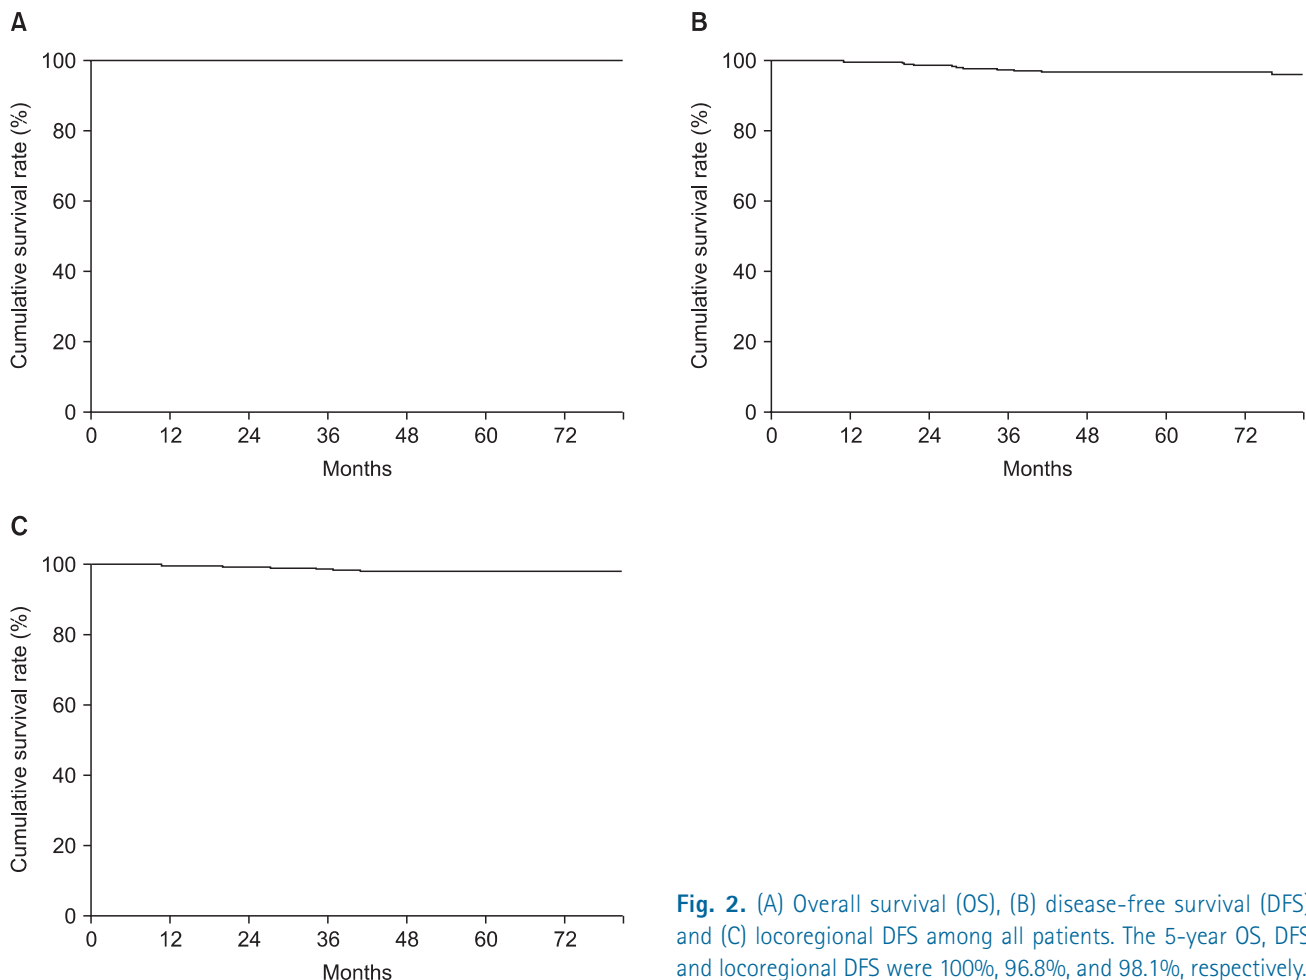 A
100
80
60
40
20
0
Cumulative survival rate (%)
0 12 24 36 48 60 72
Months
B
100
80
60
40
20
0
Cumulative survival rate (%)
0 12 24 36 48 60 72
Months
C
100
80
60
40
20
0
Cumulative survival rate (%)
0 12 24 36 48 60 72
Months
Fig. 2. (A) Overall survival (OS), (B) disease-free survival (DFS)
and (C) locoregional DFS among all patients. The 5-year OS, DFS
and locoregional DFS were 100%, 96.8%, and 98.1%, respectively.